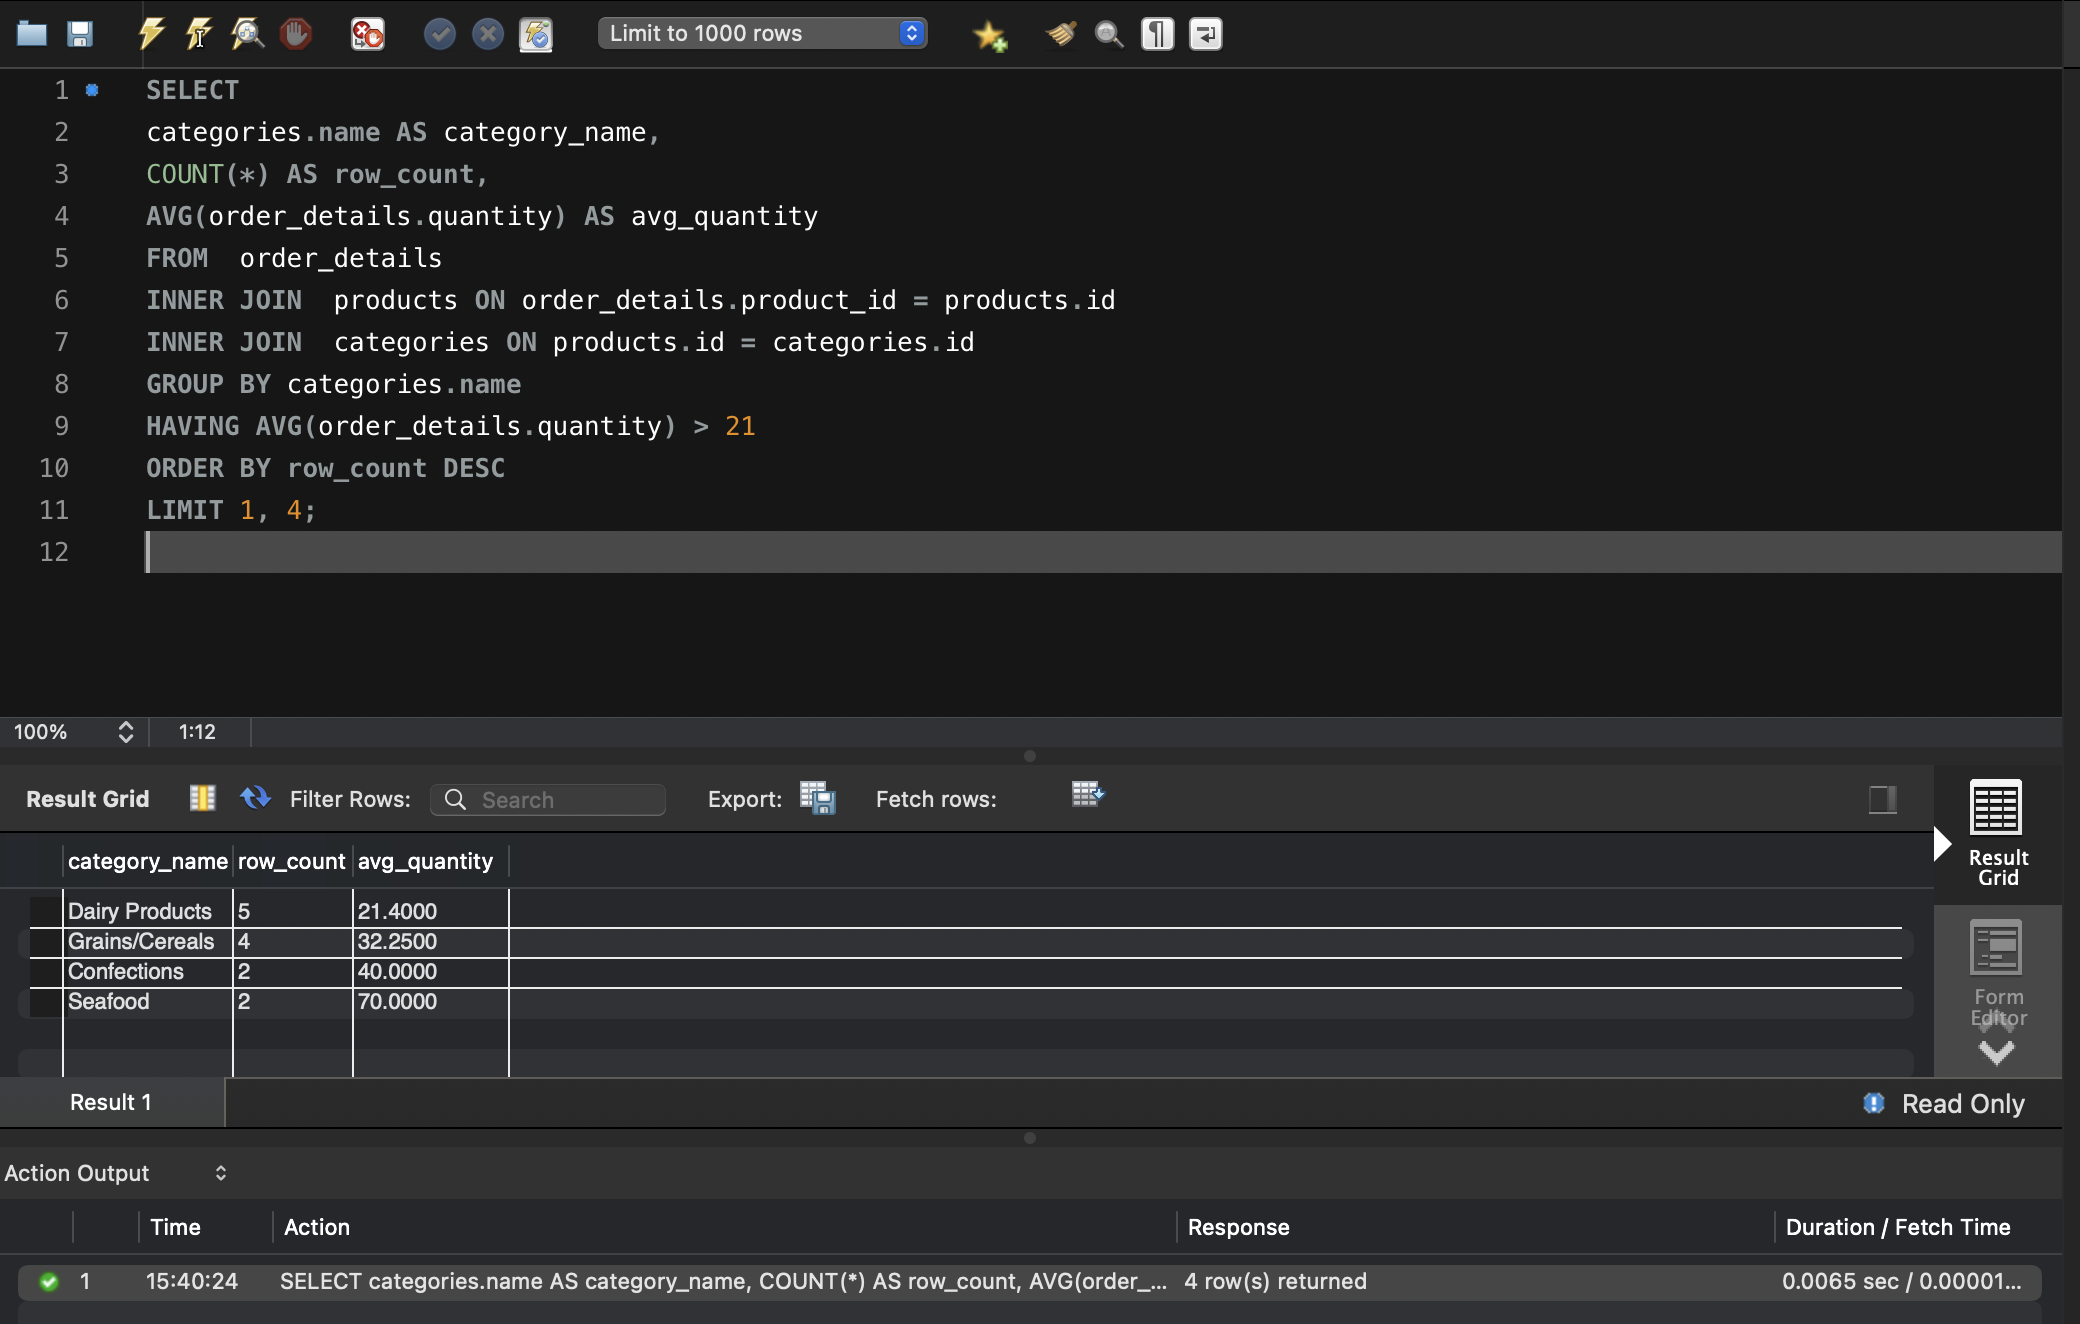 Limit to 1000 rows
1 SELECT
2 categories.name AS category_name,
3 COUNT(*) AS row_count,
4 AVG(order_details.quantity) AS avg_quantity
5 FROM  order_details
6 INNER JOIN  products ON order_details.product_id = products.id
7 INNER JOIN  categories ON products.id = categories.id
8 GROUP BY categories.name
9 HAVING AVG(order_details.quantity) > 21
10 ORDER BY row_count DESC
11 LIMIT 1, 4;
12
100% 1:12
Result Grid Filter Rows: Search Export: Fetch rows:
category_name row_count avg_quantity
Dairy Products 5 21.4000
Grains/Cereals 4 32.2500
Confections 2 40.0000
Seafood 2 70.0000
Result
Grid
Form
Editor
Result 1 Read Only
Action Output
Time Action Response Duration / Fetch Time
1 15:40:24 SELECT categories.name AS category_name, COUNT(*) AS row_count, AVG(order_... 4 row(s) returned 0.0065 sec / 0.00001...